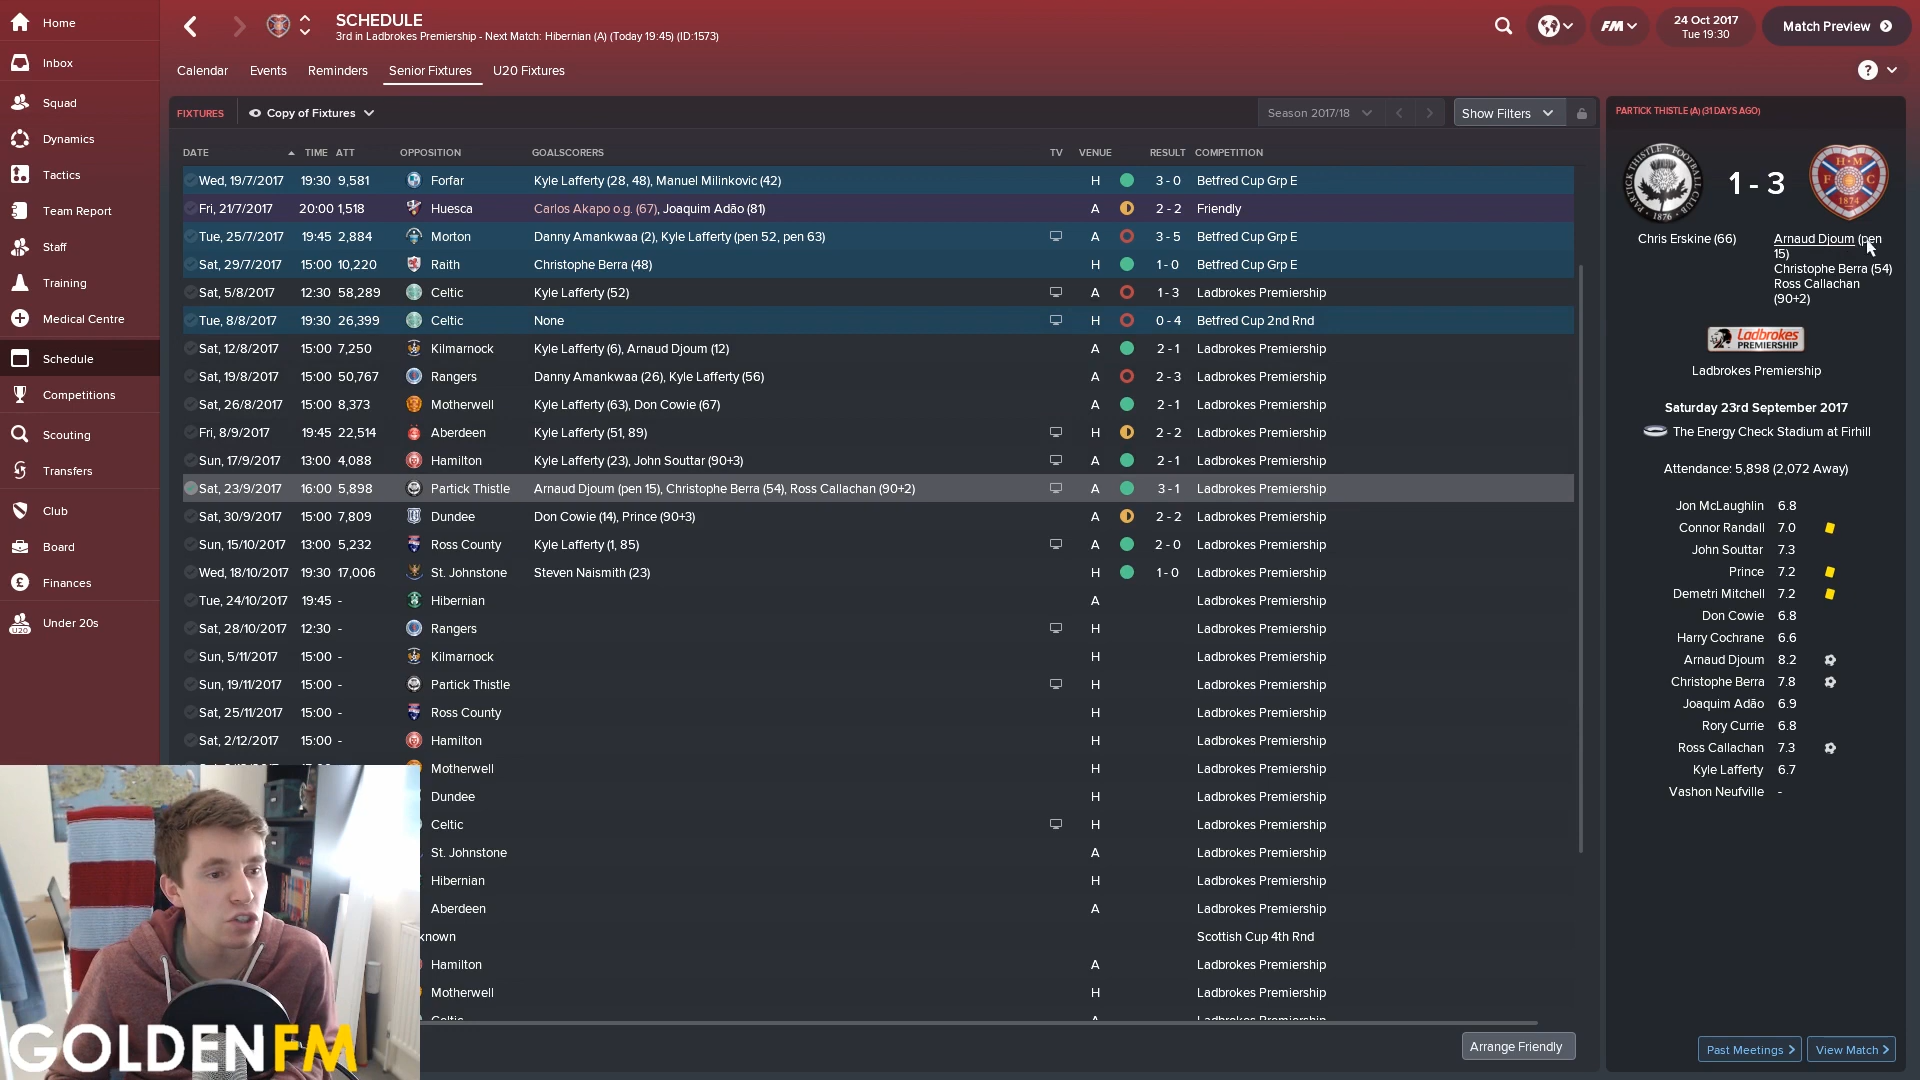 Home
Inbox
Squad
Dynamics
Tactics
Team Report
Staff
Training
Medical Centre
Schedule
Competitions
Scouting
Transfers
Club
Board
Finances
U20
Under 20s
SCHEDULE
3rd in Ladbrokes Premiership - Next Match: Hibernian (A) (Today 19:45) (ID:1573)
FM
24 Oct 2017
Tue 19:30
Match Preview
Calendar Events Reminders Senior Fixtures U20 Fixtures
?
FIXTURES Copy of Fixtures Season 2017/18 Show Filters
DATE TIME ATT OPPOSITION GOALSCORERS TV VENUE RESULT COMPETITION
Wed, 19/7/2017 19:30 9,581 Forfar Kyle Lafferty (28, 48), Manuel Milinkovic (42) H 3 - 0 Betfred Cup Grp E
Fri, 21/7/2017 20:00 1,518 Huesca Carlos Akapo o.g. (67), Joaquim Adão (81) A 2 - 2 Friendly
Tue, 25/7/2017 19:45 2,884 Morton Danny Amankwaa (2), Kyle Lafferty (pen 52, pen 63) A 3 - 5 Betfred Cup Grp E
Sat, 29/7/2017 15:00 10,220 Raith Christophe Berra (48) H 1 - 0 Betfred Cup Grp E
Sat, 5/8/2017 12:30 58,289 Celtic Kyle Lafferty (52) A 1 - 3 Ladbrokes Premiership
Tue, 8/8/2017 19:30 26,399 Celtic None H 0 - 4 Betfred Cup 2nd Rnd
Sat, 12/8/2017 15:00 7,250 Kilmarnock Kyle Lafferty (6), Arnaud Djoum (12) A 2 - 1 Ladbrokes Premiership
Sat, 19/8/2017 15:00 50,767 Rangers Danny Amankwaa (26), Kyle Lafferty (56) A 2 - 3 Ladbrokes Premiership
Sat, 26/8/2017 15:00 8,373 Motherwell Kyle Lafferty (63), Don Cowie (67) A 2 - 1 Ladbrokes Premiership
Fri, 8/9/2017 19:45 22,514 Aberdeen Kyle Lafferty (51, 89) H 2 - 2 Ladbrokes Premiership
Sun, 17/9/2017 13:00 4,088 Hamilton Kyle Lafferty (23), John Souttar (90+3) A 2 - 1 Ladbrokes Premiership
Sat, 23/9/2017 16:00 5,898 Partick Thistle Arnaud Djoum (pen 15), Christophe Berra (54), Ross Callachan (90+2) A 3 - 1 Ladbrokes Premiership
Sat, 30/9/2017 15:00 7,809 Dundee Don Cowie (14), Prince (90+3) A 2 - 2 Ladbrokes Premiership
Sun, 15/10/2017 13:00 5,232 Ross County Kyle Lafferty (1, 85) A 2 - 0 Ladbrokes Premiership
Wed, 18/10/2017 19:30 17,006 St. Johnstone Steven Naismith (23) H 1 - 0 Ladbrokes Premiership
Tue, 24/10/2017 19:45 - Hibernian A Ladbrokes Premiership
Sat, 28/10/2017 12:30 - Rangers H Ladbrokes Premiership
Sun, 5/11/2017 15:00 - Kilmarnock H Ladbrokes Premiership
Sun, 19/11/2017 15:00 - Partick Thistle H Ladbrokes Premiership
Sat, 25/11/2017 15:00 - Ross County H Ladbrokes Premiership
Sat, 2/12/2017 15:00 - Hamilton H Ladbrokes Premiership
Motherwell H Ladbrokes Premiership
Dundee H Ladbrokes Premiership
Celtic H Ladbrokes Premiership
St. Johnstone A Ladbrokes Premiership
Hibernian H Ladbrokes Premiership
Aberdeen A Ladbrokes Premiership
known Scottish Cup 4th Rnd
Hamilton A Ladbrokes Premiership
Motherwell H Ladbrokes Premiership
Arrange Friendly
PARTICK THISTLE (A) (31 DAYS AGO)
PARTICK THISTLE FOOTBALL CLUB 1876
1 - 3
H M F C 1874
Chris Erskine (66)
Arnaud Djoum (pen
15)
Christophe Berra (54)
Ross Callachan
(90+2)
Ladbrokes
PREMIERSHIP
Ladbrokes Premiership
Saturday 23rd September 2017
The Energy Check Stadium at Firhill
Attendance: 5,898 (2,072 Away)
Jon McLaughlin 6.8
Connor Randall 7.0
John Souttar 7.3
Prince 7.2
Demetri Mitchell 7.2
Don Cowie 6.8
Harry Cochrane 6.6
Arnaud Djoum 8.2
Christophe Berra 7.8
Joaquim Adão 6.9
Rory Currie 6.8
Ross Callachan 7.3
Kyle Lafferty 6.7
Vashon Neufville -
Past Meetings View Match
GOLDENFM